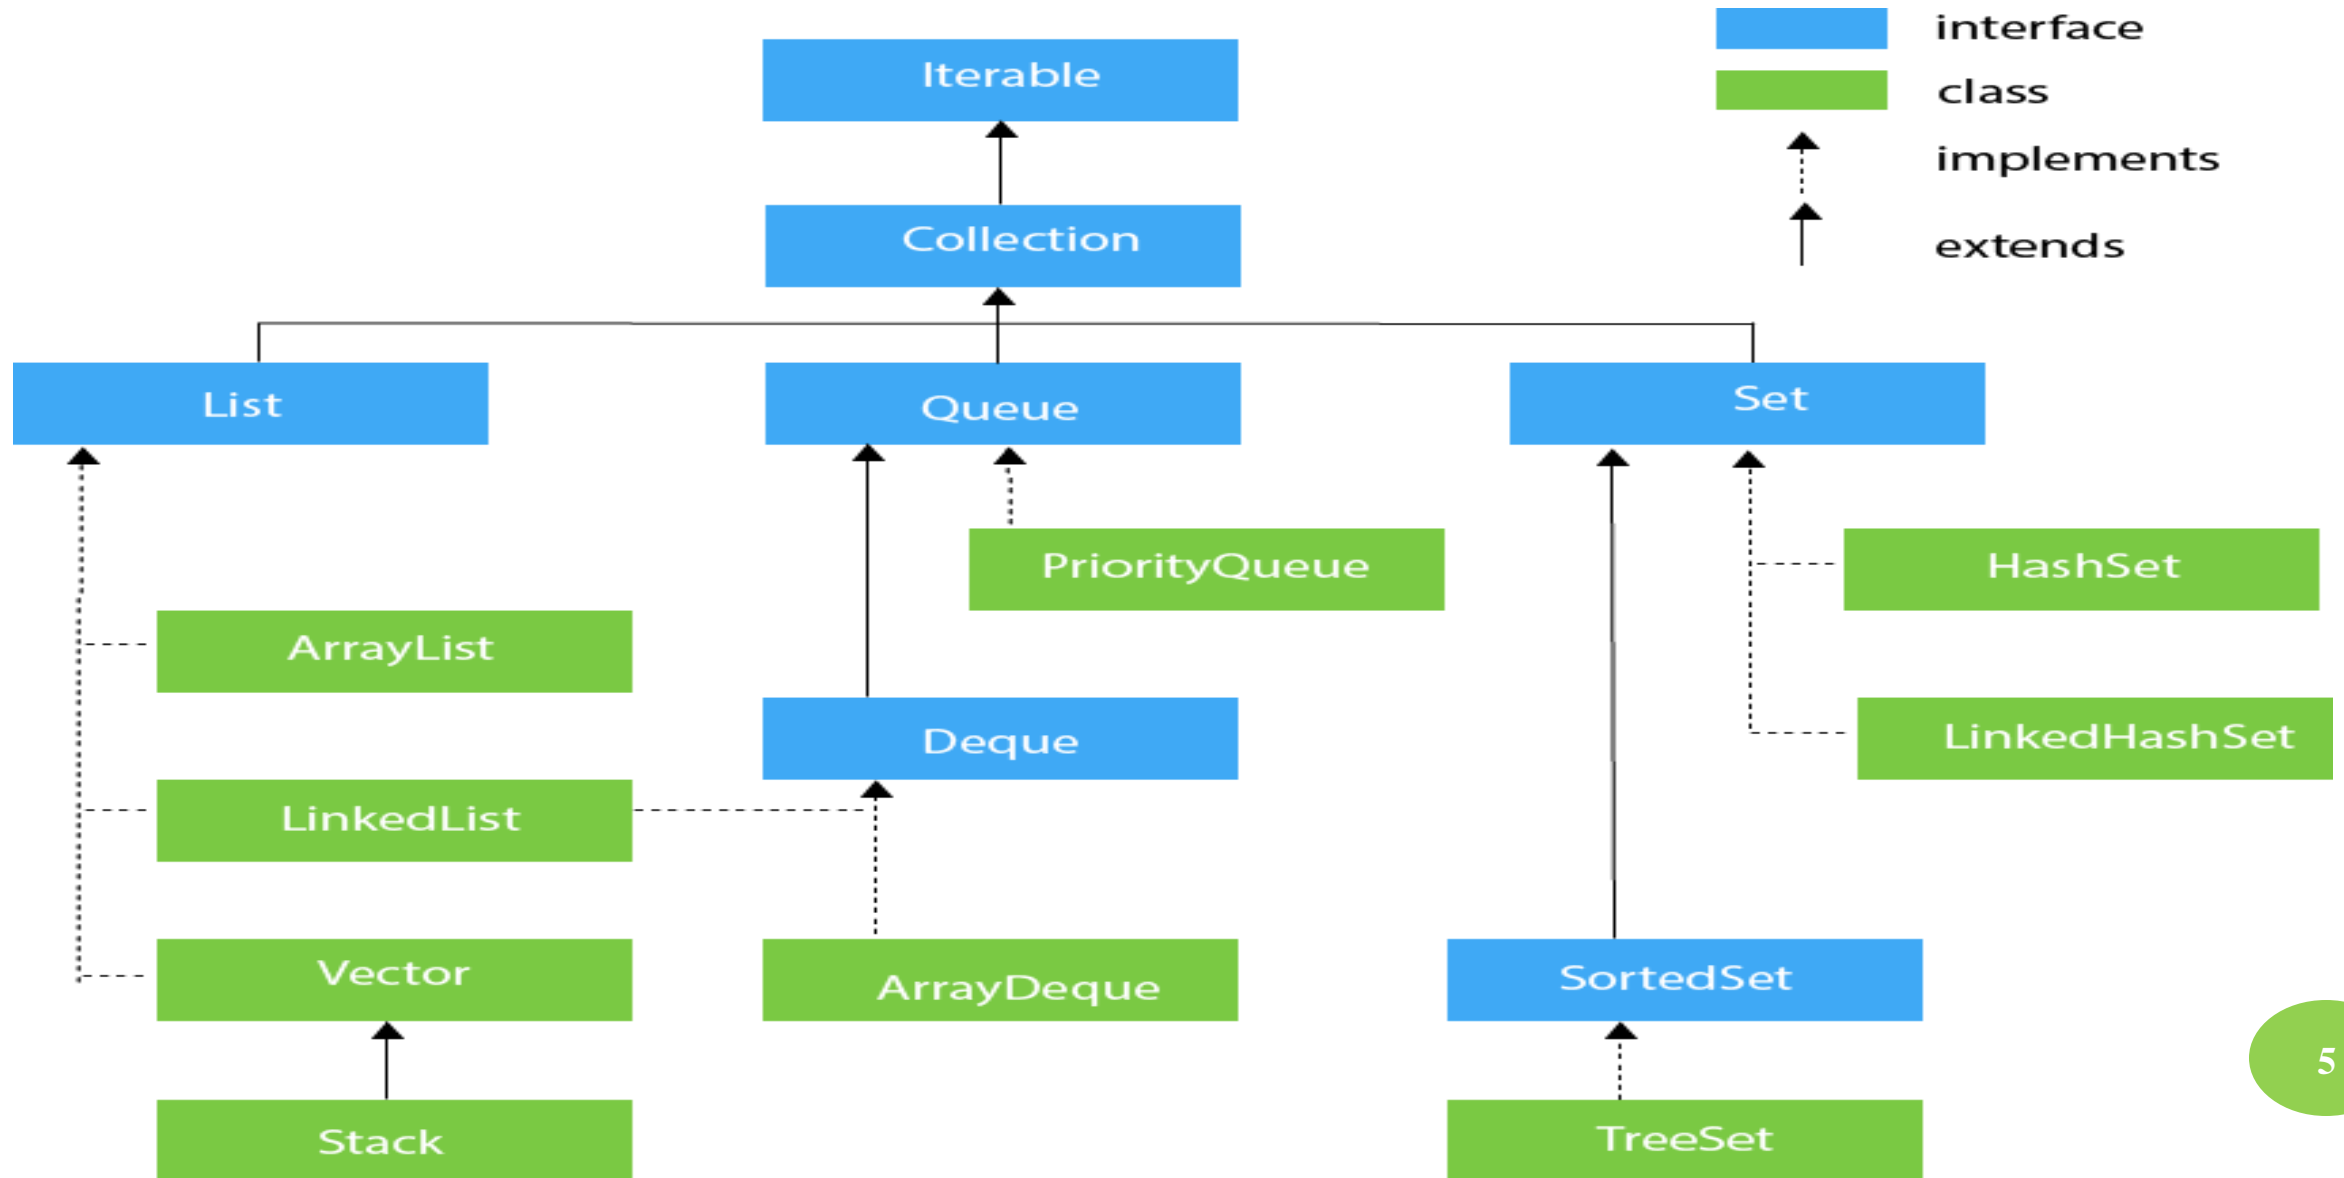 interface
class
implements
extends
Iterable
Collection
List
Queue
Set
PriorityQueue
HashSet
ArrayList
Deque
LinkedHashSet
LinkedList
Vector
ArrayDeque
SortedSet
5
Stack
TreeSet